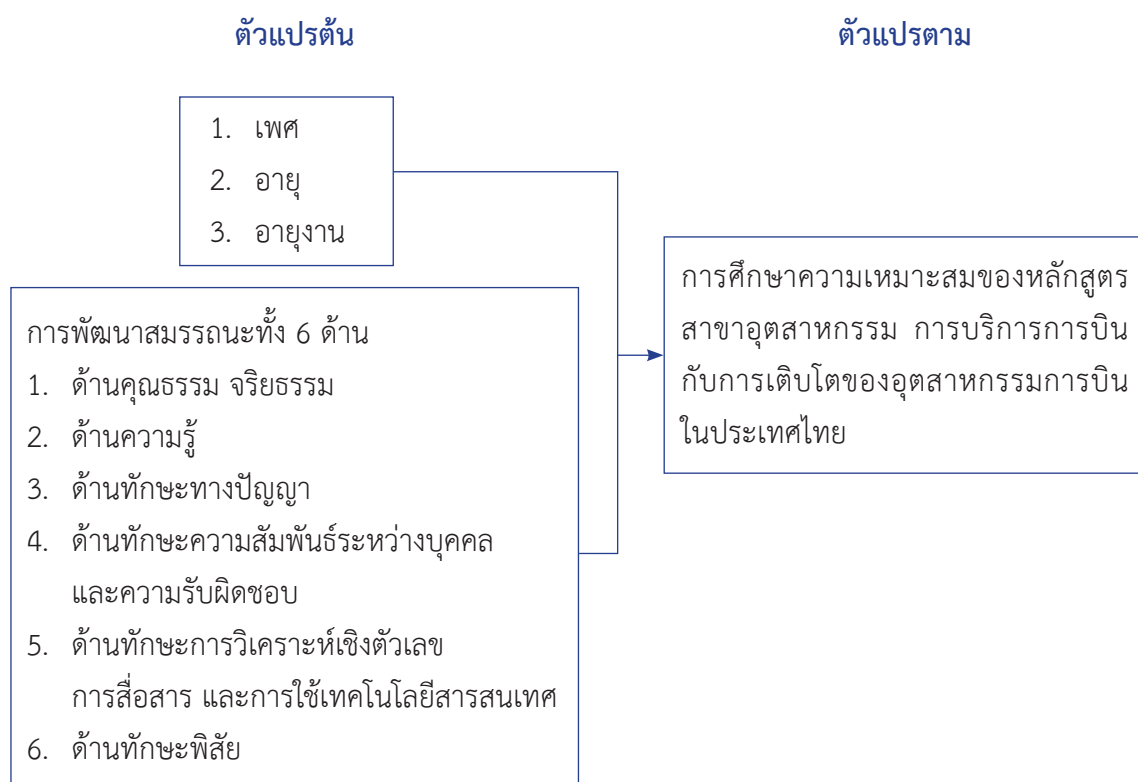 ตัวแปรต้น
ตัวแปรตาม
1. เพศ
2. อายุ
3. อายุงาน
การพัฒนาสมรรถนะทั้ง 6 ด้าน
1. ด้านคุณธรรม จริยธรรม
2. ด้านความรู้
3. ด้านทักษะทางปัญญา
4. ด้านทักษะความสัมพันธ์ระหว่างบุคคล
และความรับผิดชอบ
5. ด้านทักษะการวิเคราะห์เชิงตัวเลข
การสื่อสาร และการใช้เทคโนโลยีสารสนเทศ
6. ด้านทักษะพิสัย
การศึกษาความเหมาะสมของหลักสูตร
สาขาอุตสาหกรรม การบริการการบิน
กับการเติบโตของอุตสาหกรรมการบิน
ในประเทศไทย